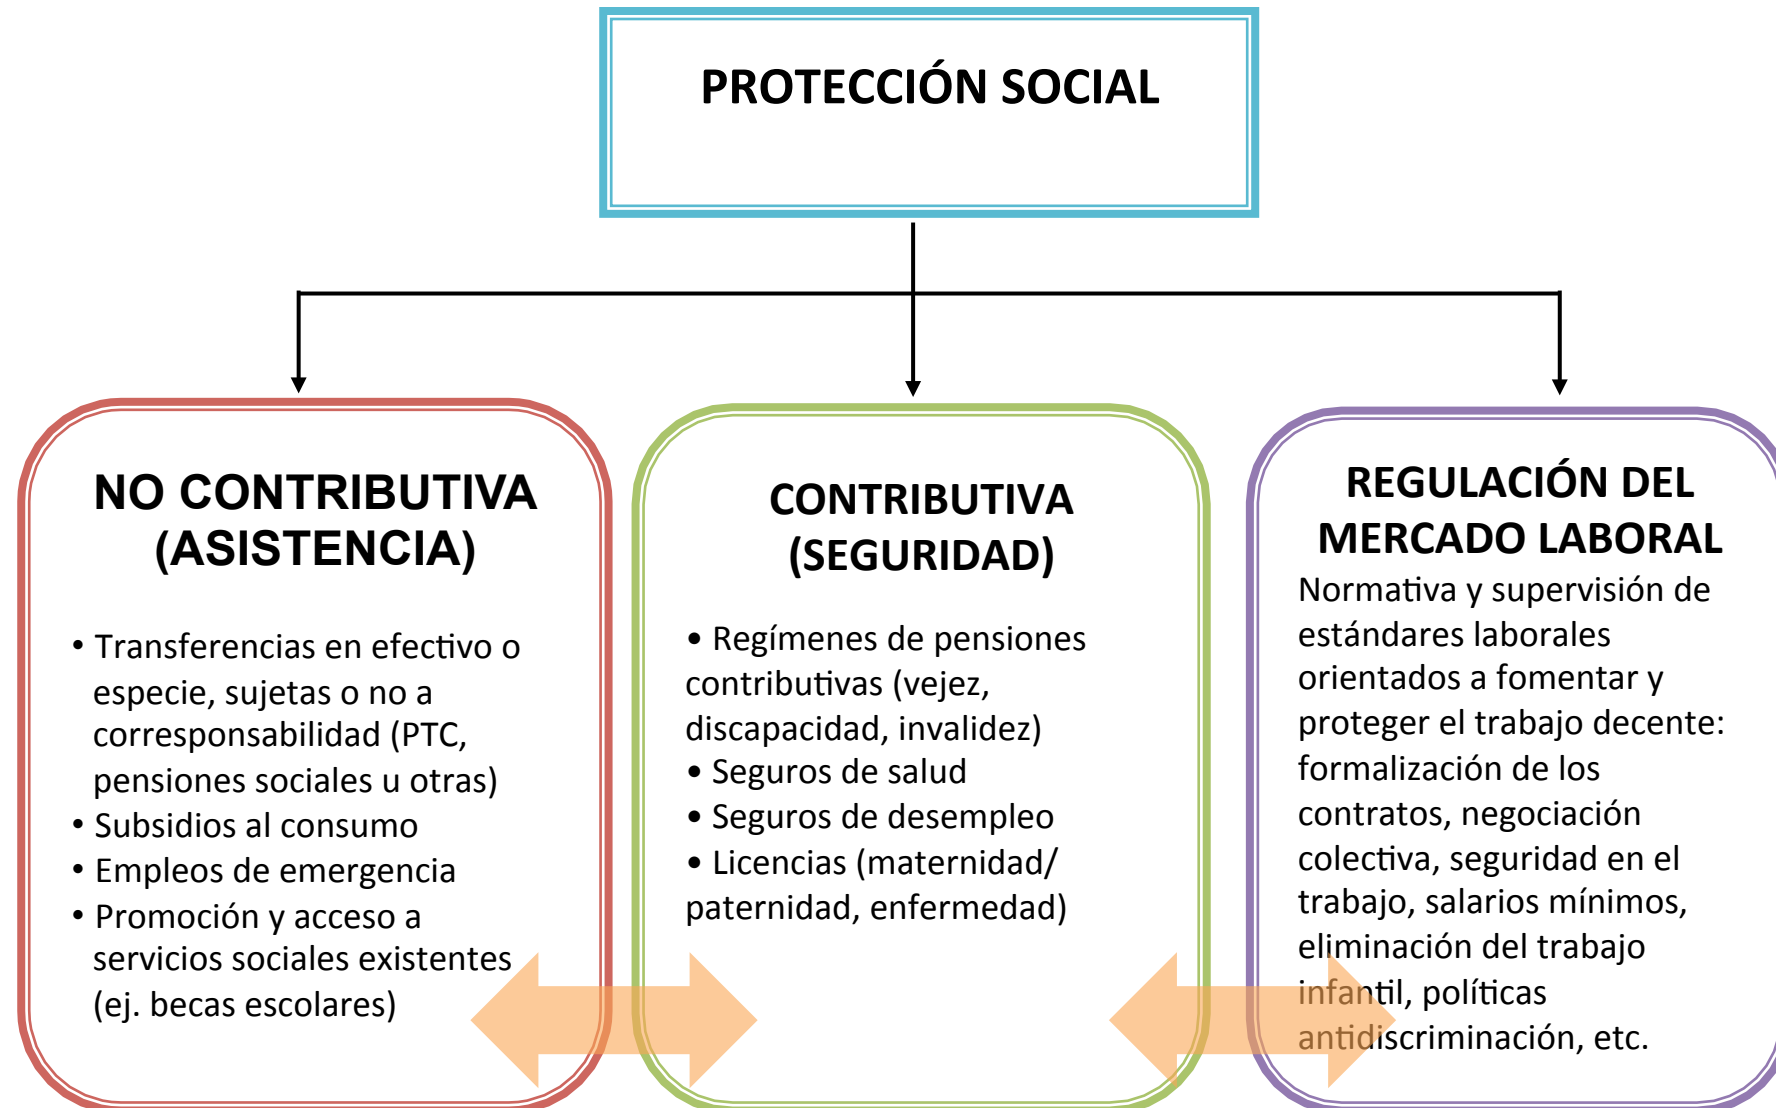 PROTECCIÓN SOCIAL
NO CONTRIBUTIVA
(ASISTENCIA)
• Transferencias en efectivo o
especie, sujetas o no a
corresponsabilidad (PTC,
pensiones sociales u otras)
• Subsidios al consumo
• Empleos de emergencia
• Promoción y acceso a
servicios sociales existentes
(ej. becas escolares)
CONTRIBUTIVA
(SEGURIDAD)
• Regímenes de pensiones
contributivas (vejez,
discapacidad, invalidez)
• Seguros de salud
• Seguros de desempleo
• Licencias (maternidad/
paternidad, enfermedad)
REGULACIÓN DEL
MERCADO LABORAL
Normativa y supervisión de
estándares laborales
orientados a fomentar y
proteger el trabajo decente:
formalización de los
contratos, negociación
colectiva, seguridad en el
trabajo, salarios mínimos,
eliminación del trabajo
infantil, políticas
antidiscriminación, etc.